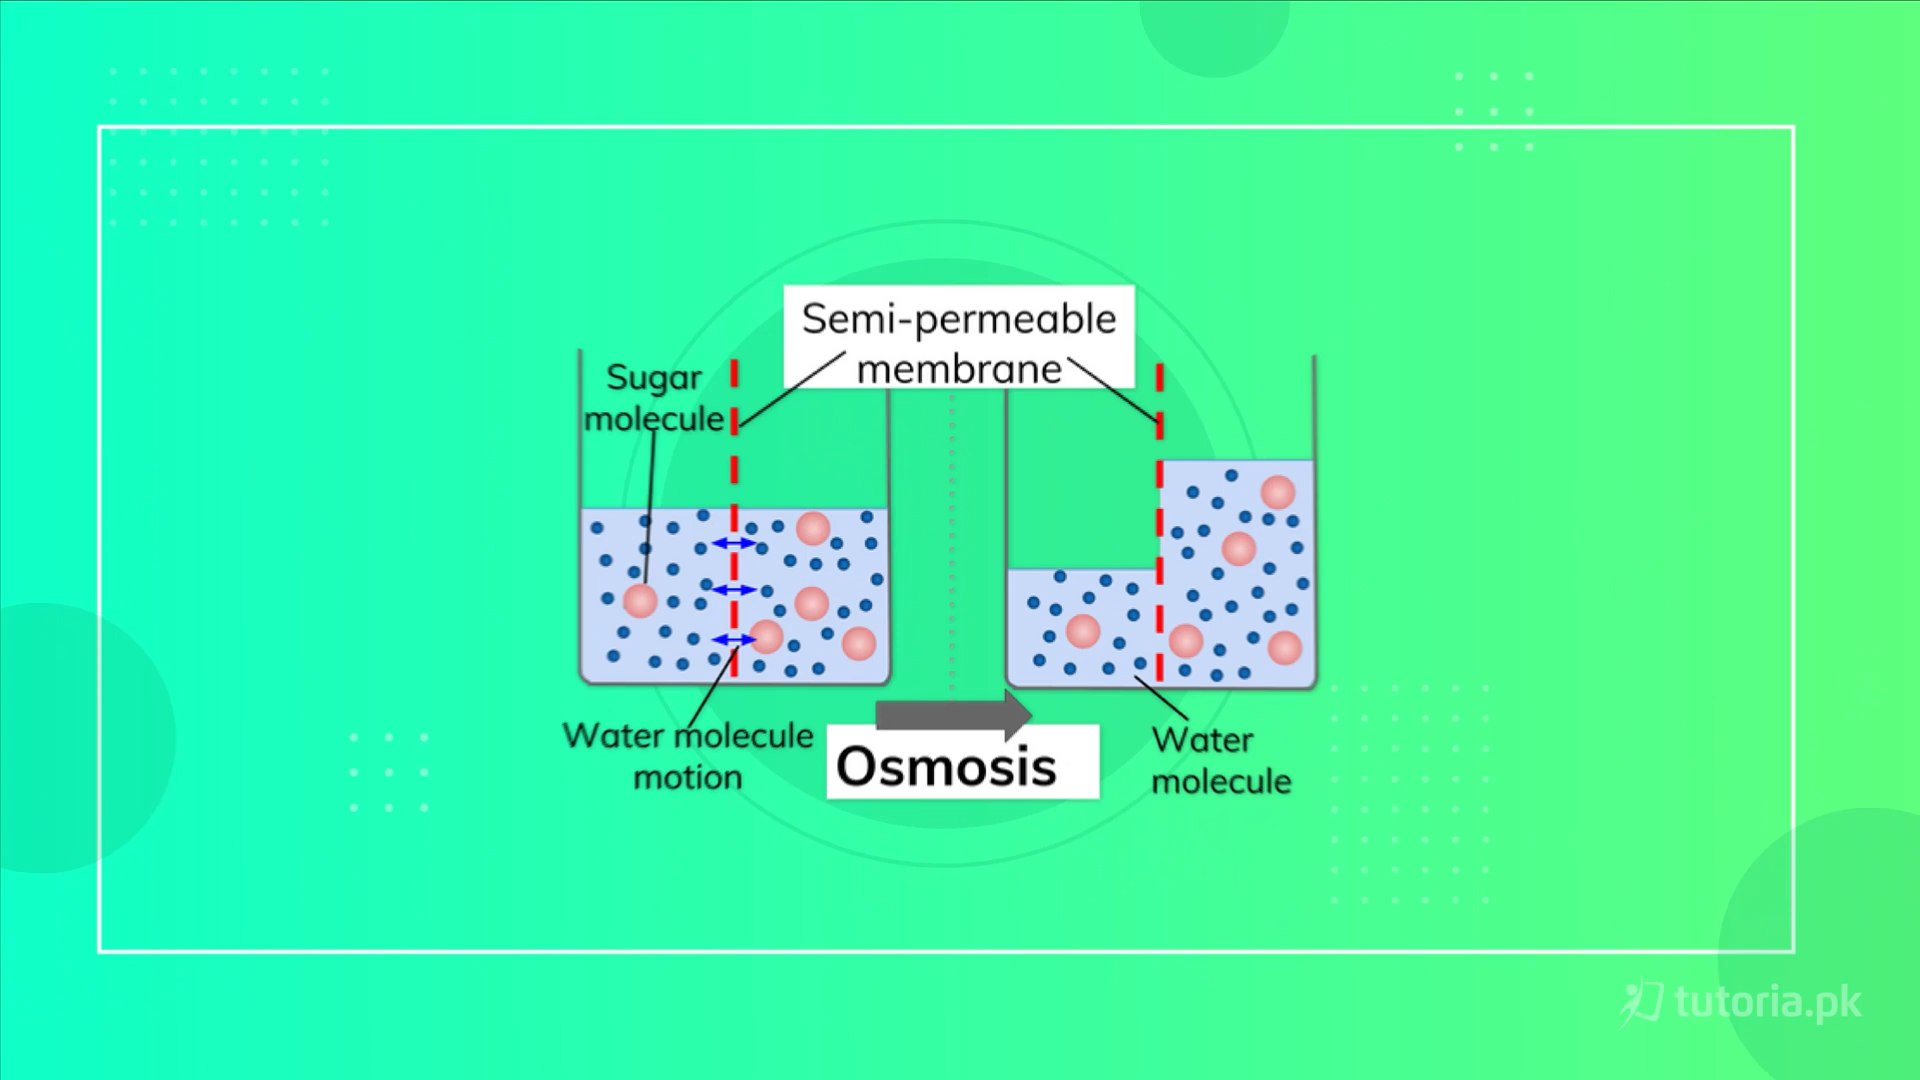 Semi-permeable
membrane
Sugar
molecule
Water molecule
motion
Osmosis
Water
molecule
tutoria.pk